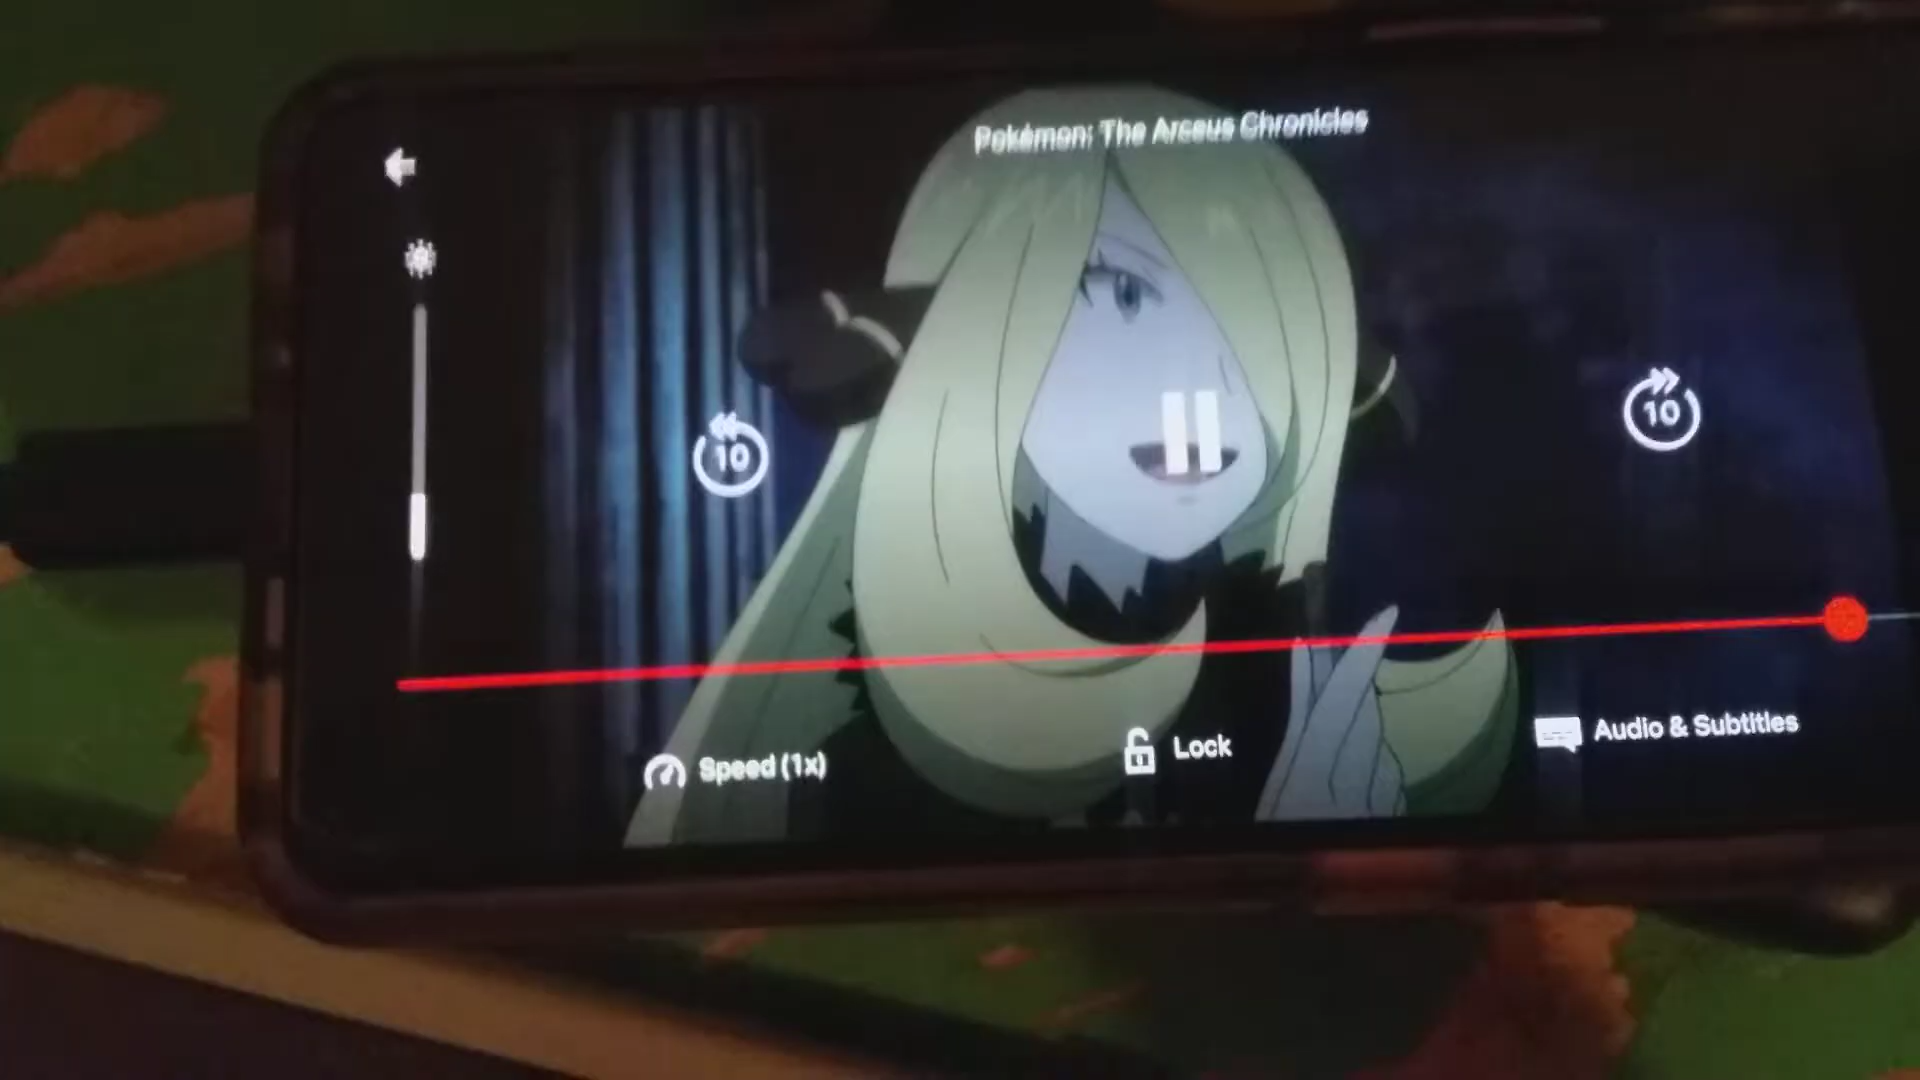 Pokémon: The Arceus Chronicles
10
10
Speed (1x)
Lock
Audio & Subtitles